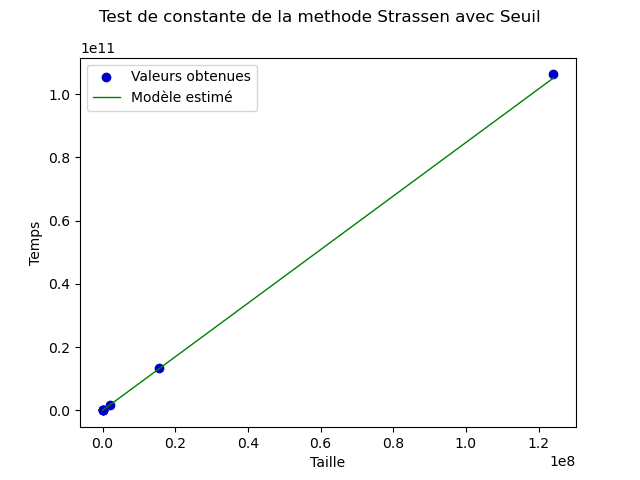 Test de constante de la methode Strassen avec Seuil
1e11
Valeurs obtenues
Modèle estimé
1.0
0.8
0.6
0.4
0.2
0.0
Temps
0.0 0.2 0.4 0.6 0.8 1.0 1.2
1e8
Taille